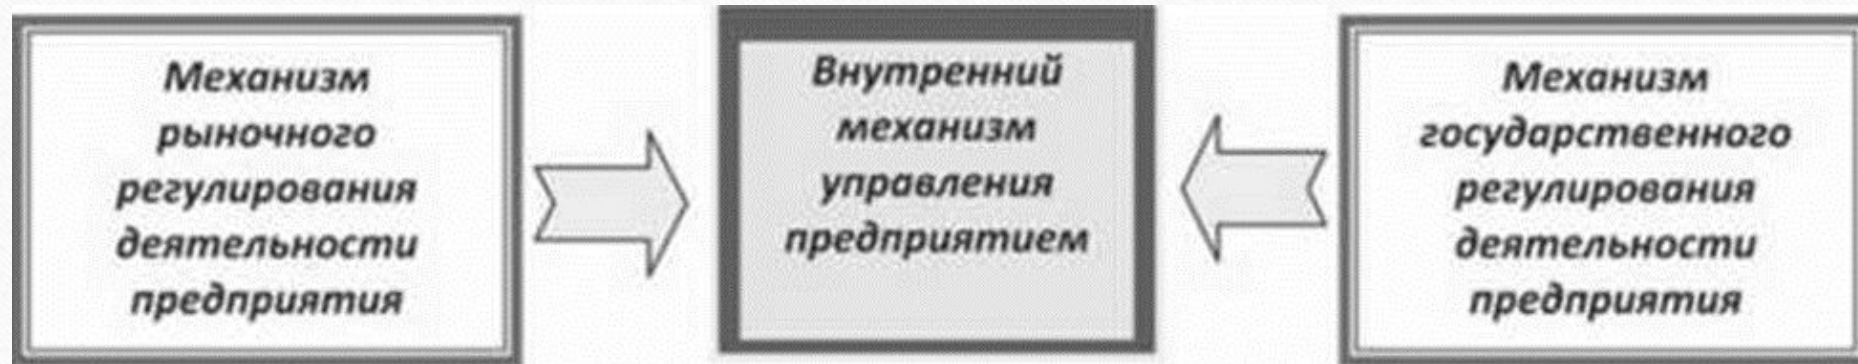 Механизм
рыночного
регулирования
деятельности
предприятия
Внутренний
механизм
управления
предприятием
Механизм
государственного
регулирования
деятельности
предприятия